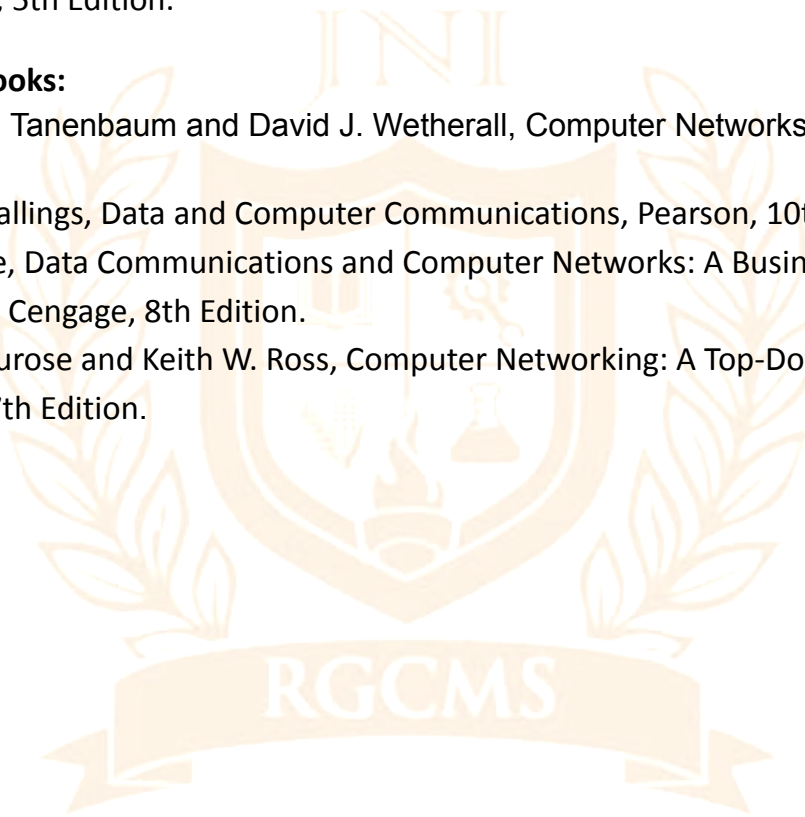 , 5th Edition.
ooks:
Tanenbaum and David J. Wetherall, Computer Networks
allings, Data and Computer Communications, Pearson, 10t
e, Data Communications and Computer Networks: A Busin
Cengage, 8th Edition.
urose and Keith W. Ross, Computer Networking: A Top-Do
7th Edition.
JNI
RGCMS